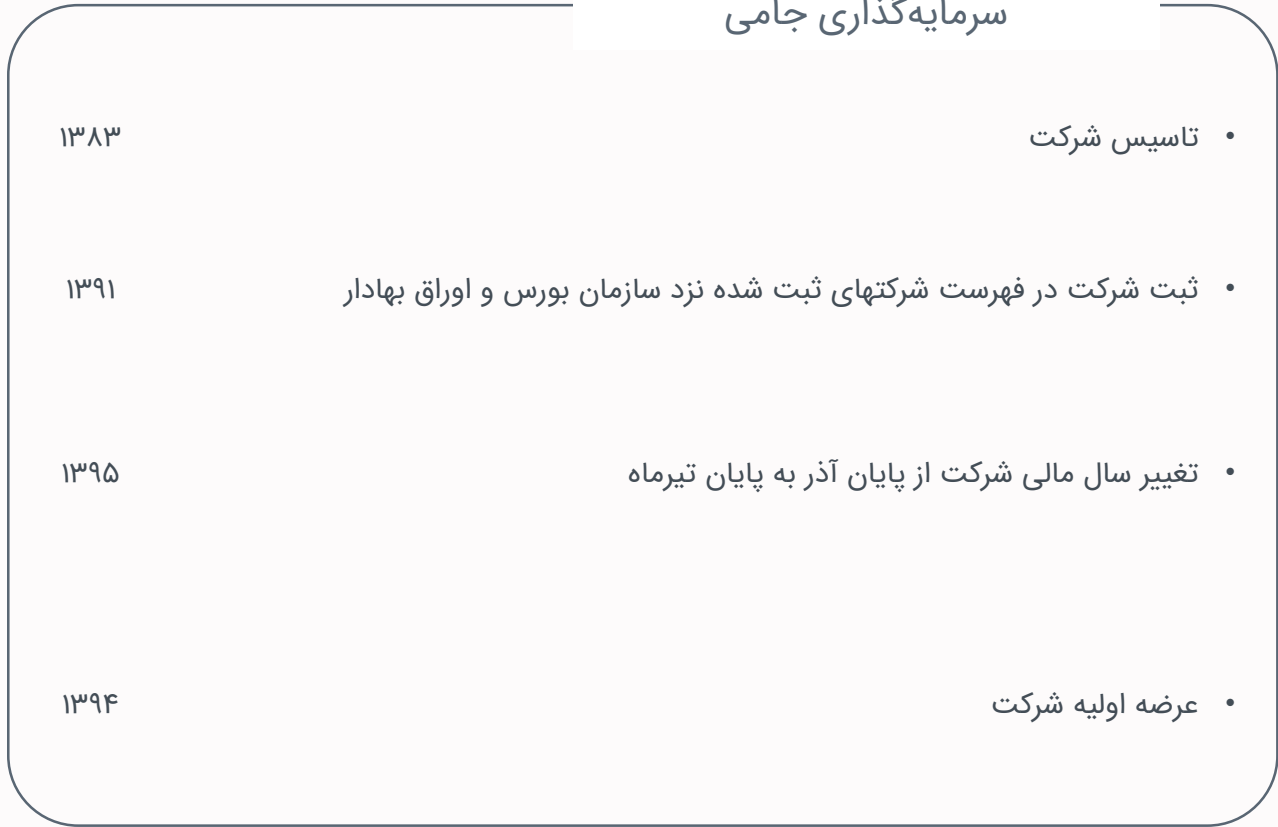 سرمایه‌گذاری جامی
• تاسیس شرکت ۱۳۸۳
• ثبت شرکت در فهرست شرکتهای ثبت شده نزد سازمان بورس و اوراق بهادار ۱۳۹۱
• تغییر سال مالی شرکت از پایان آذر به پایان تیرماه ۱۳۹۵
• عرضه اولیه شرکت ۱۳۹۴